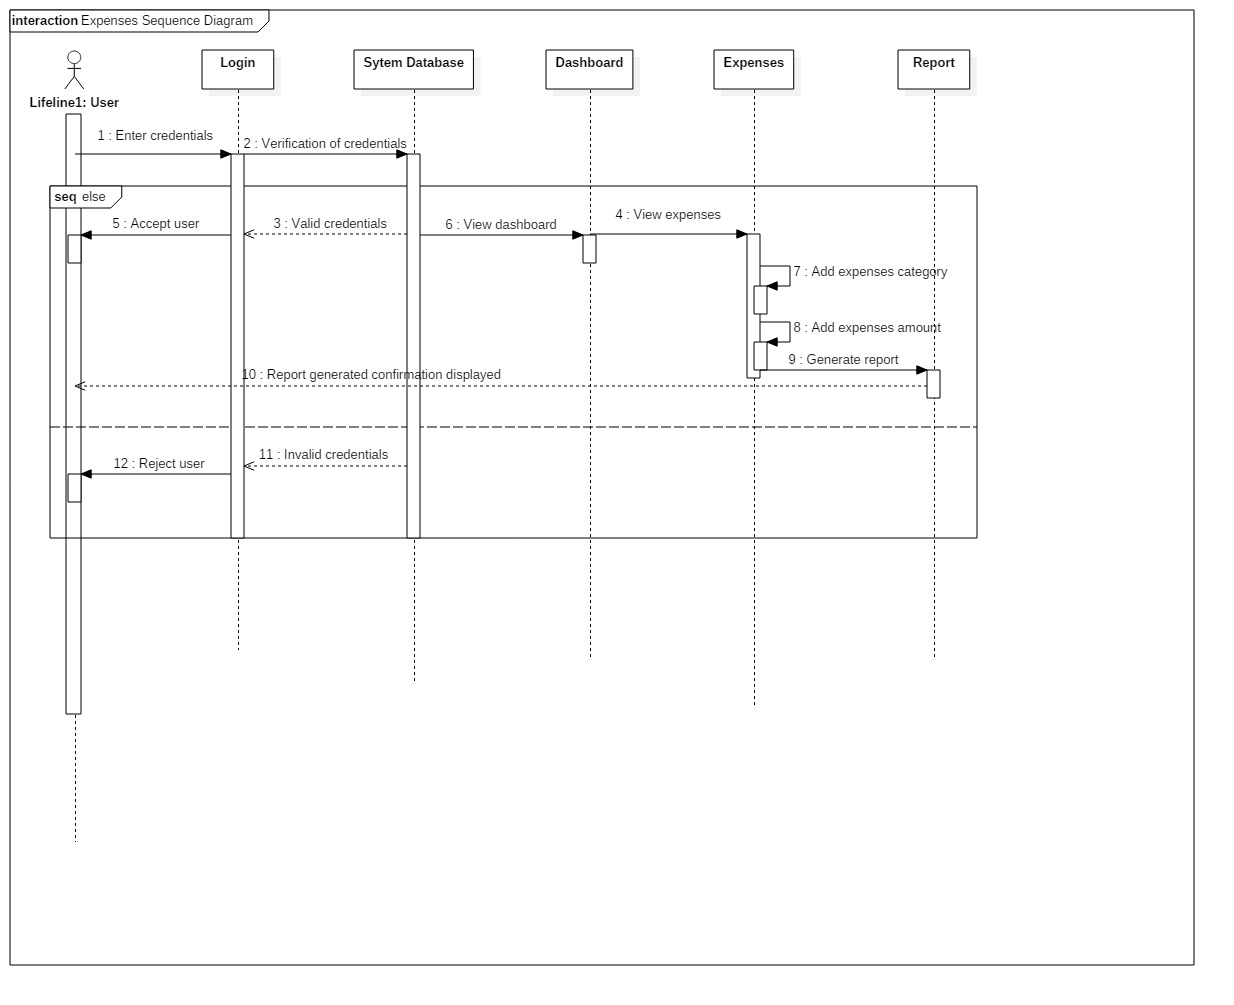 interaction Expenses Sequence Diagram
Login
Sytem Database
Dashboard
Expenses
Report
Lifeline1: User
1 : Enter credentials
2 : Verification of credentials
seq else
4 : View expenses
5 : Accept user
3 : Valid credentials
6 : View dashboard
7 : Add expenses category
8 : Add expenses amount
9 : Generate report
10 : Report generated confirmation displayed
11 : Invalid credentials
12 : Reject user